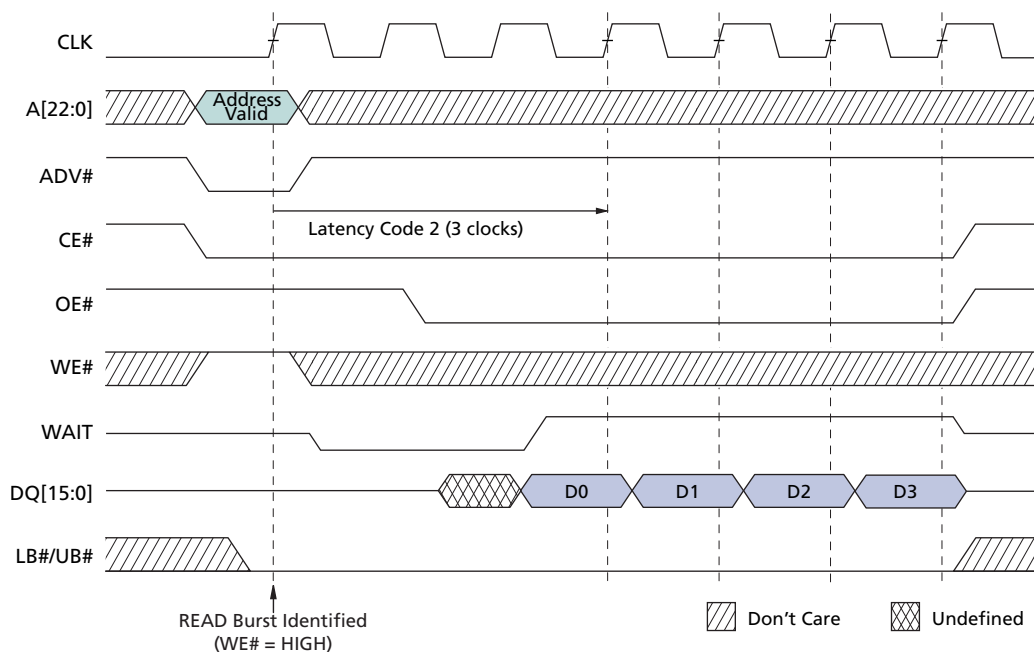 CLK
A[22:0]
Address
Valid
ADV#
Latency Code 2 (3 clocks)
CE#
OE#
WE#
WAIT
DQ[15:0]
D0
D1
D2
D3
LB#/UB#
READ Burst Identified
(WE# = HIGH)
Don't Care
Undefined